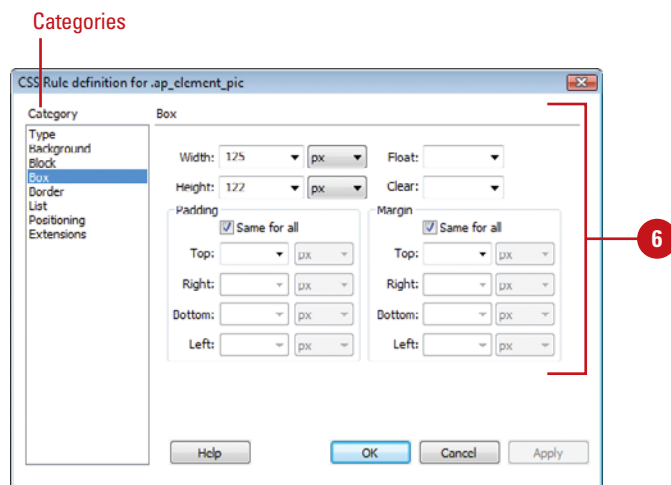 Categories
CSS Rule definition for .ap_element_pic
Category
Box
Type
Background
Block
Box
Border
List
Positioning
Extensions
Width: 125 px Float:
Height: 122 px Clear:
Padding Margin
Same for all Same for all
Top: px Top: px
Right: px Right: px
Bottom: px Bottom: px
Left: px Left: px
6
Help OK Cancel Apply